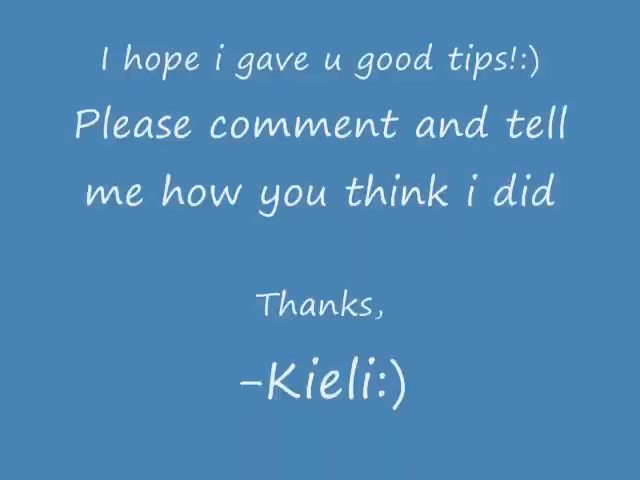 I hope i gave u good tips!:)
Please comment and tell
me how you think i did
Thanks,
-Kieli:)